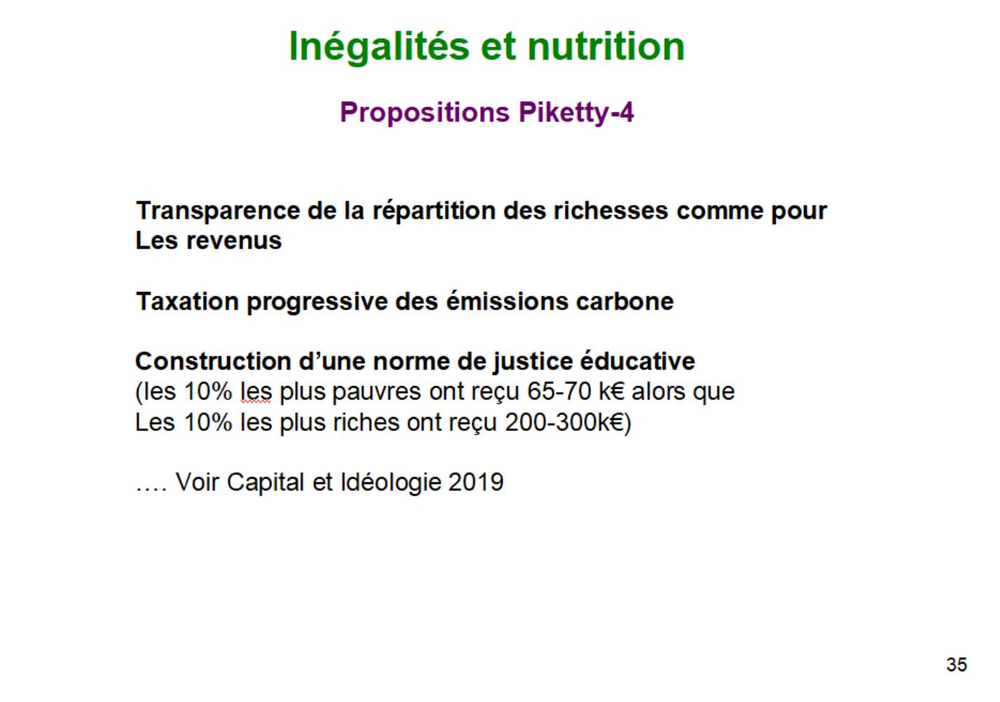 Inégalités et nutrition
Propositions Piketty-4
Transparence de la répartition des richesses comme pour
Les revenus
Taxation progressive des émissions carbone
Construction d’une norme de justice éducative
(les 10% les plus pauvres ont reçu 65-70 k€ alors que
Les 10% les plus riches ont reçu 200-300k€)
…. Voir Capital et Idéologie 2019
35